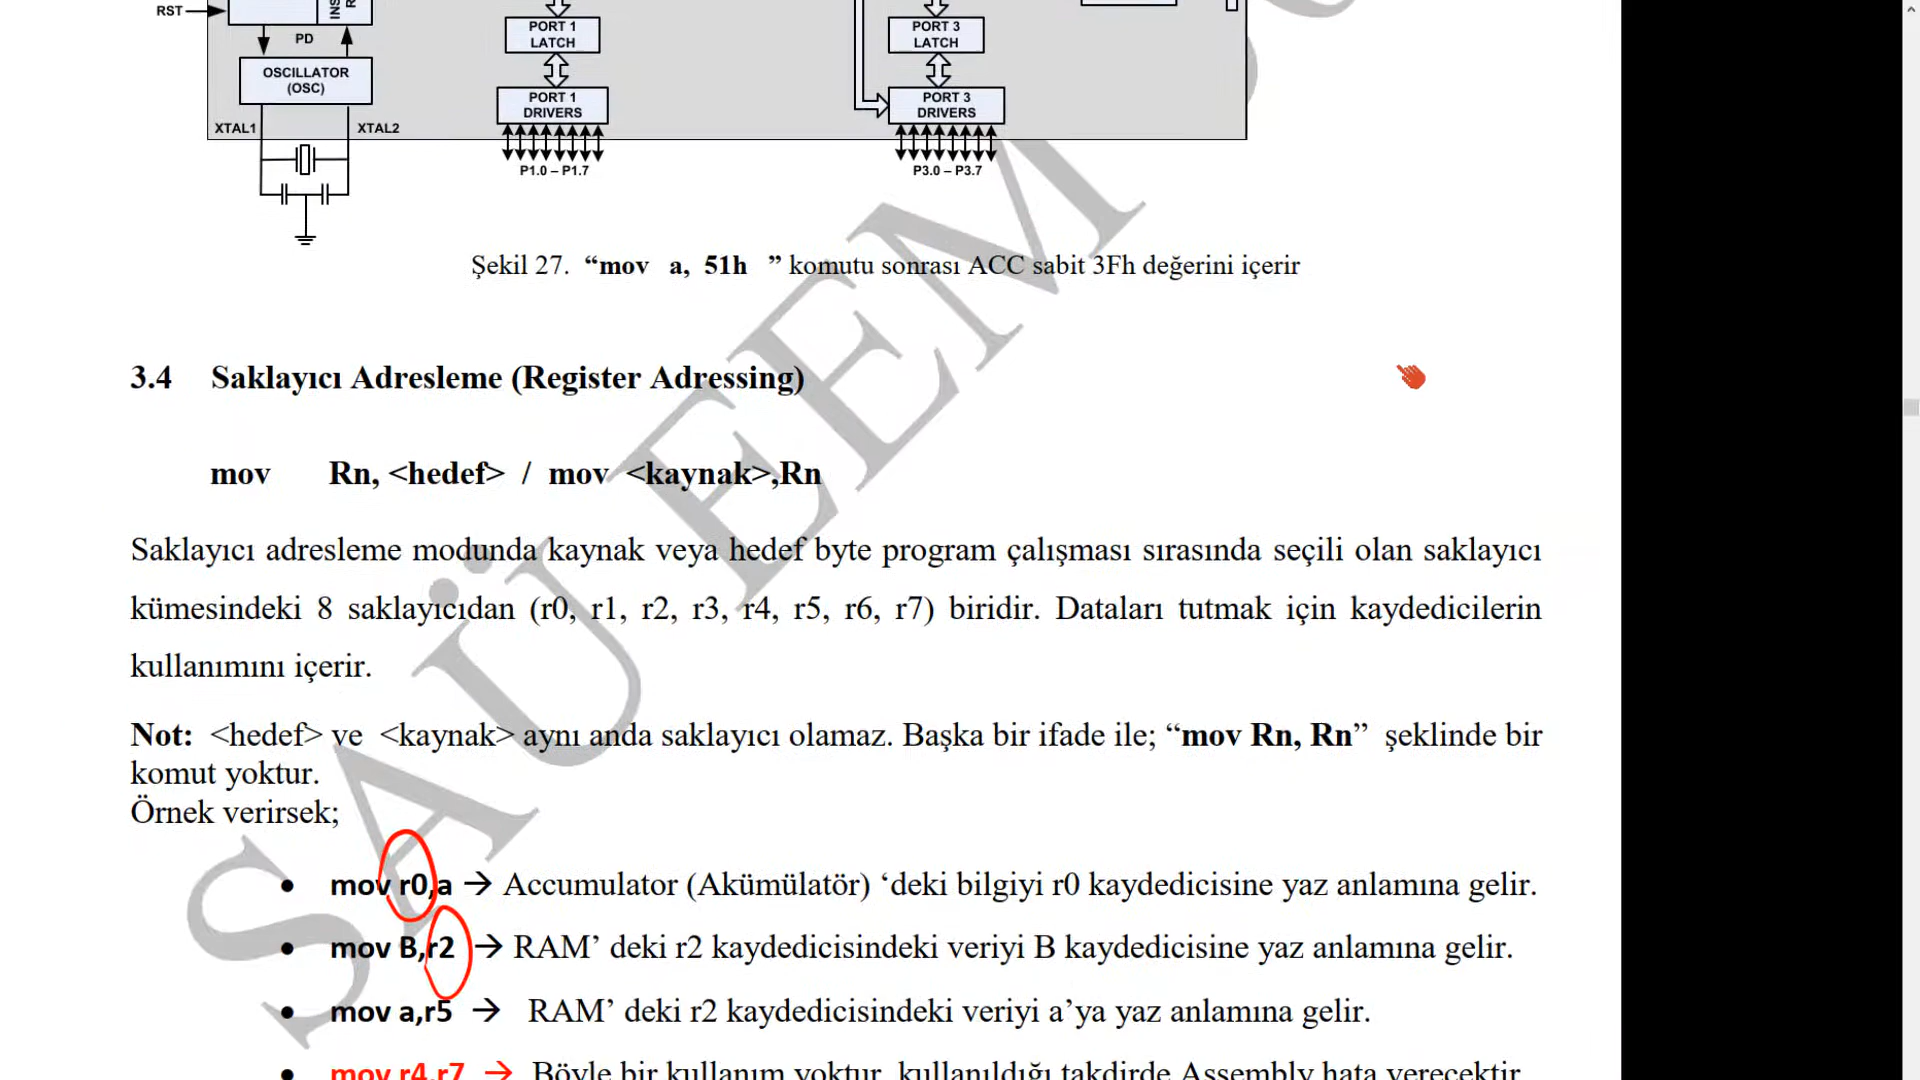 RST
INS
R
PD
OSCILLATOR
(OSC)
XTAL1
XTAL2
PORT 1
LATCH
PORT 1
DRIVERS
P1.0 – P1.7
PORT 3
LATCH
PORT 3
DRIVERS
P3.0 – P3.7
Şekil 27. “mov a, 51h ” komutu sonrası ACC sabit 3Fh değerini içerir
3.4 Saklayıcı Adresleme (Register Adressing)
mov Rn, <hedef> / mov <kaynak>,Rn
Saklayıcı adresleme modunda kaynak veya hedef byte program çalışması sırasında seçili olan saklayıcı
kümesindeki 8 saklayıcıdan (r0, r1, r2, r3, r4, r5, r6, r7) biridir. Dataları tutmak için kaydedicilerin
kullanımını içerir.
Not: <hedef> ve <kaynak> aynı anda saklayıcı olamaz. Başka bir ifade ile; “mov Rn, Rn” şeklinde bir
komut yoktur.
Örnek verirsek;
• mov r0,a → Accumulator (Akümülatör) ‘deki bilgiyi r0 kaydedicisine yaz anlamına gelir.
• mov B,r2 → RAM’ deki r2 kaydedicisindeki veriyi B kaydedicisine yaz anlamına gelir.
• mov a,r5 → RAM’ deki r2 kaydedicisindeki veriyi a’ya yaz anlamına gelir.
• mov r4,r7 → Böyle bir kullanım yoktur, kullanıldığı takdirde Assembly hata verecektir
SAÜ EEM